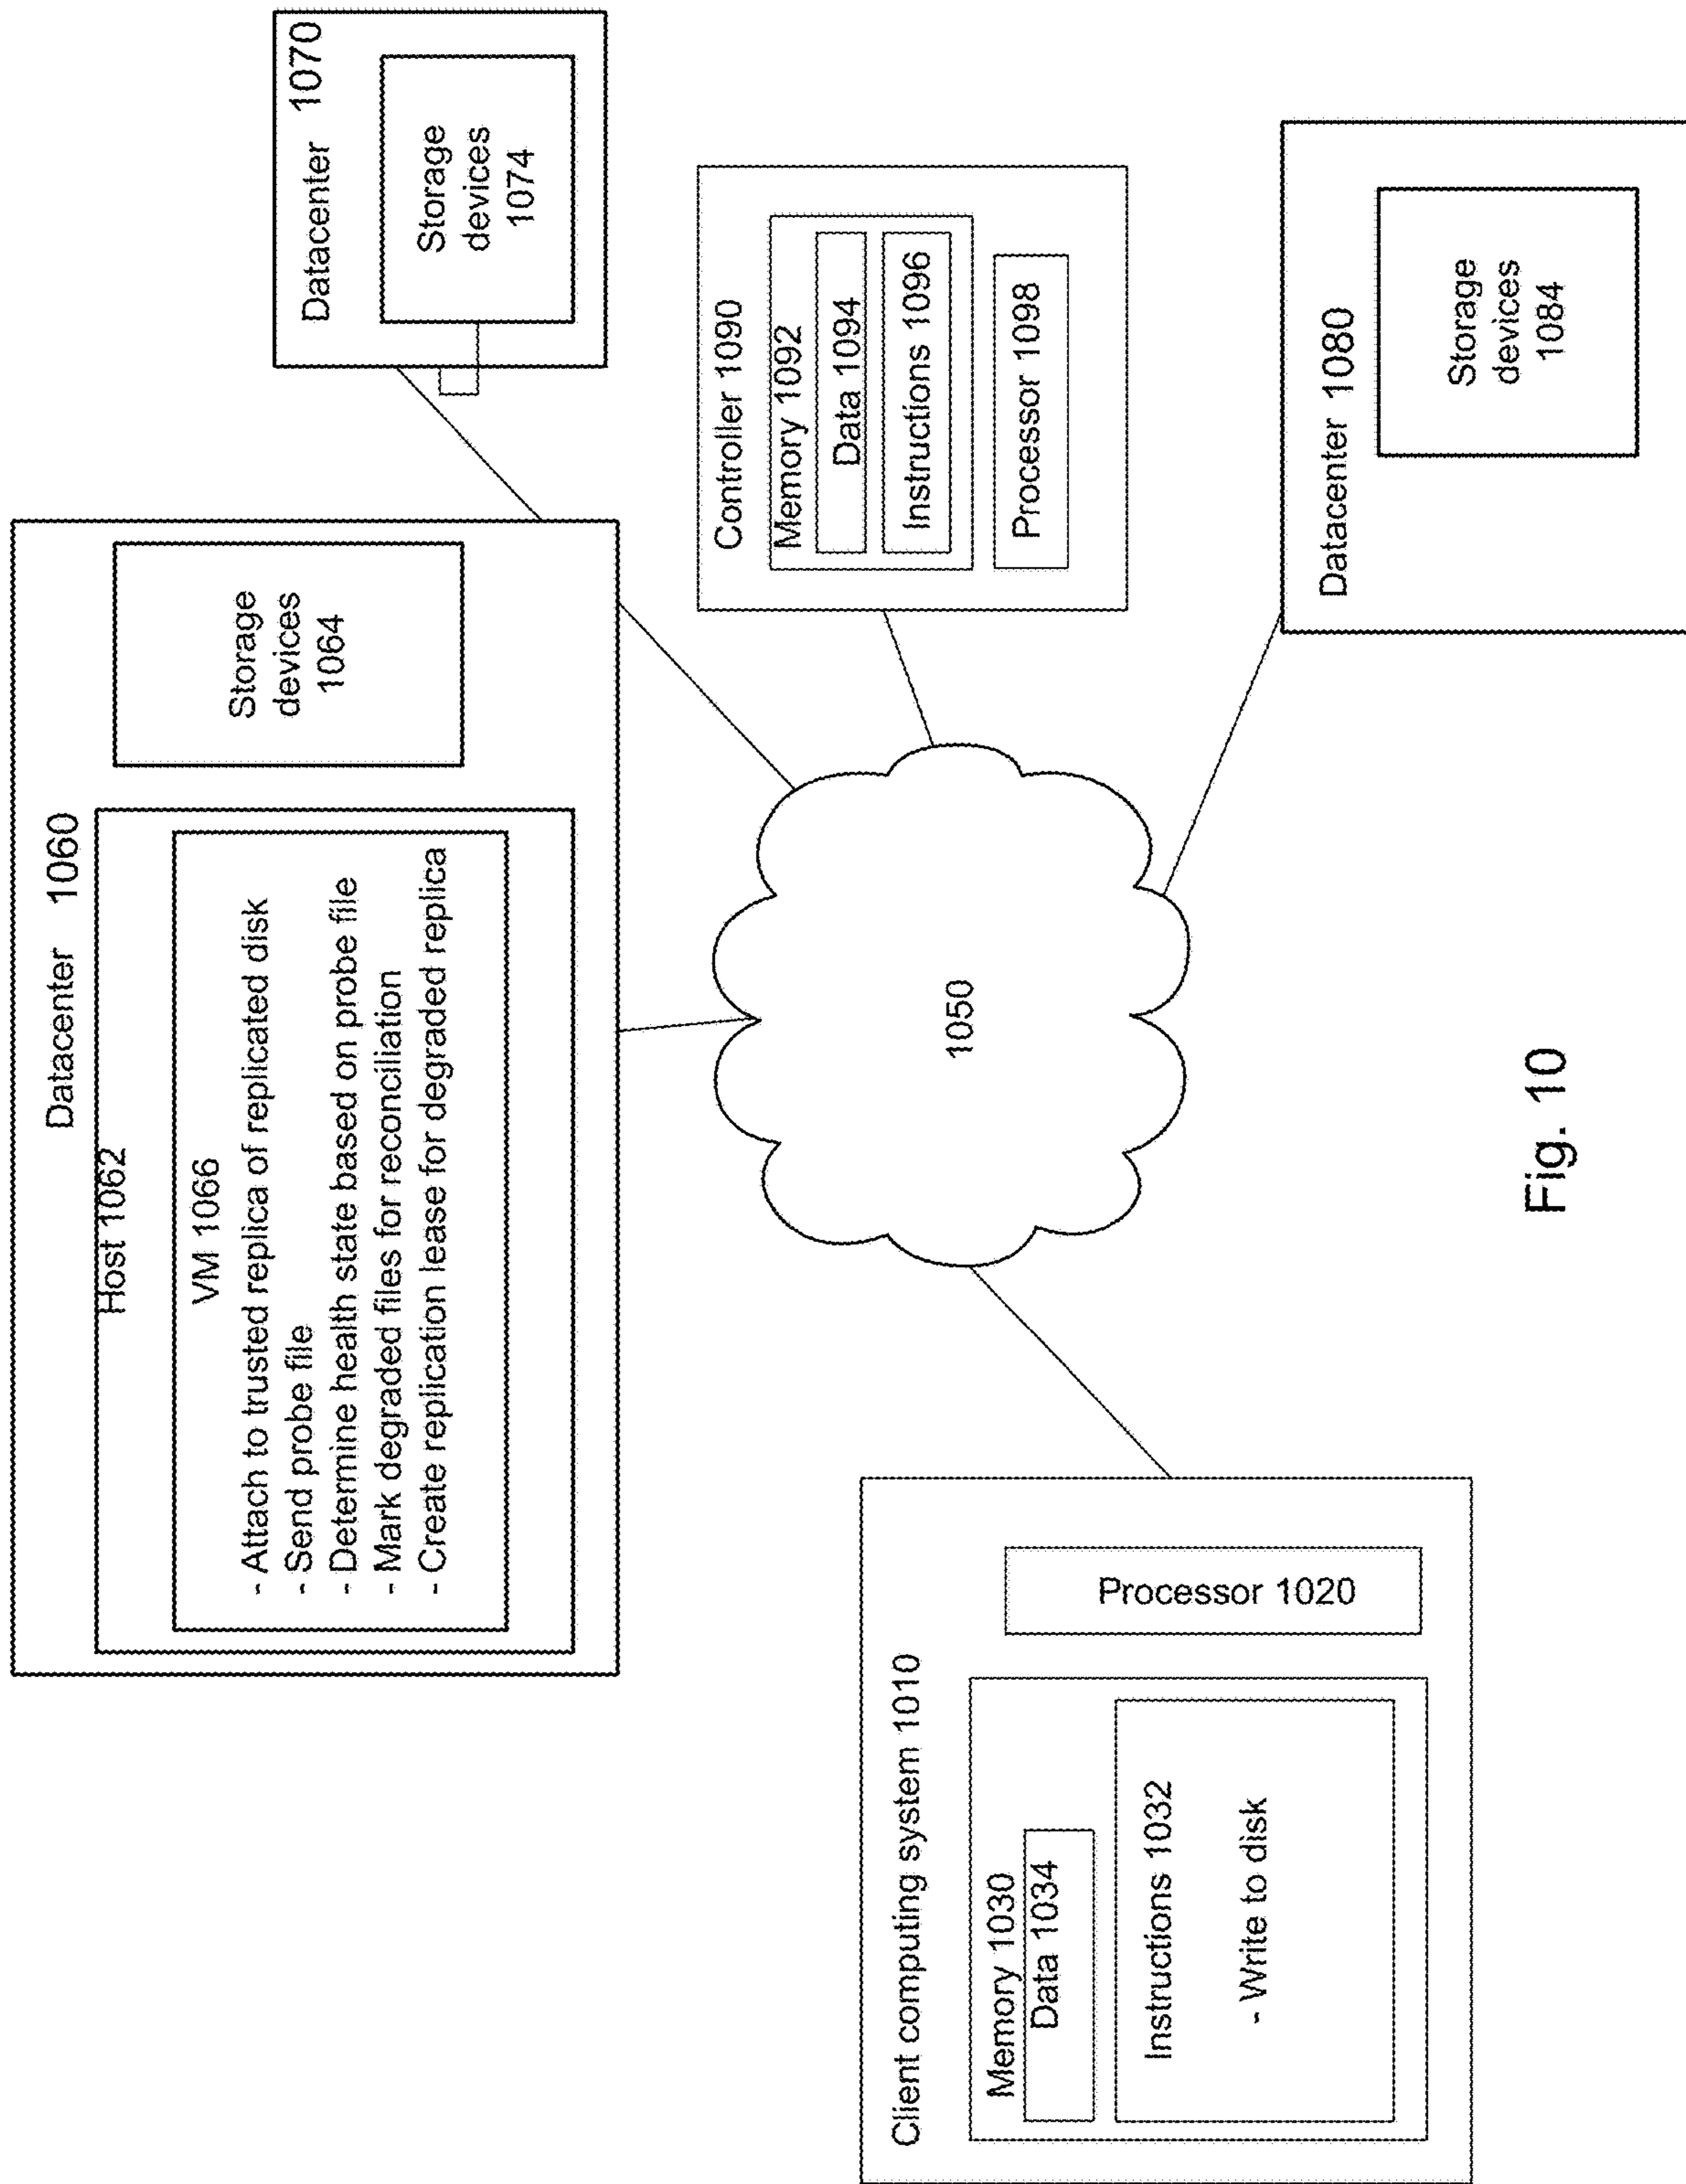 Datacenter 1060
Host 1062
VM 1066
- Attach to trusted replica of replicated disk
- Send probe file
- Determine health state based on probe file
- Mark degraded files for reconciliation
- Create replication lease for degraded replica
Storage
devices
1064
Datacenter 1070
Storage
devices
1074
Controller 1090
Memory 1092
Data 1094
Instructions 1096
Processor 1098
Datacenter 1080
Storage
devices
1084
1050
Client computing system 1010
Memory 1030
Data 1034
Instructions 1032
- Write to disk
Processor 1020
Fig. 10